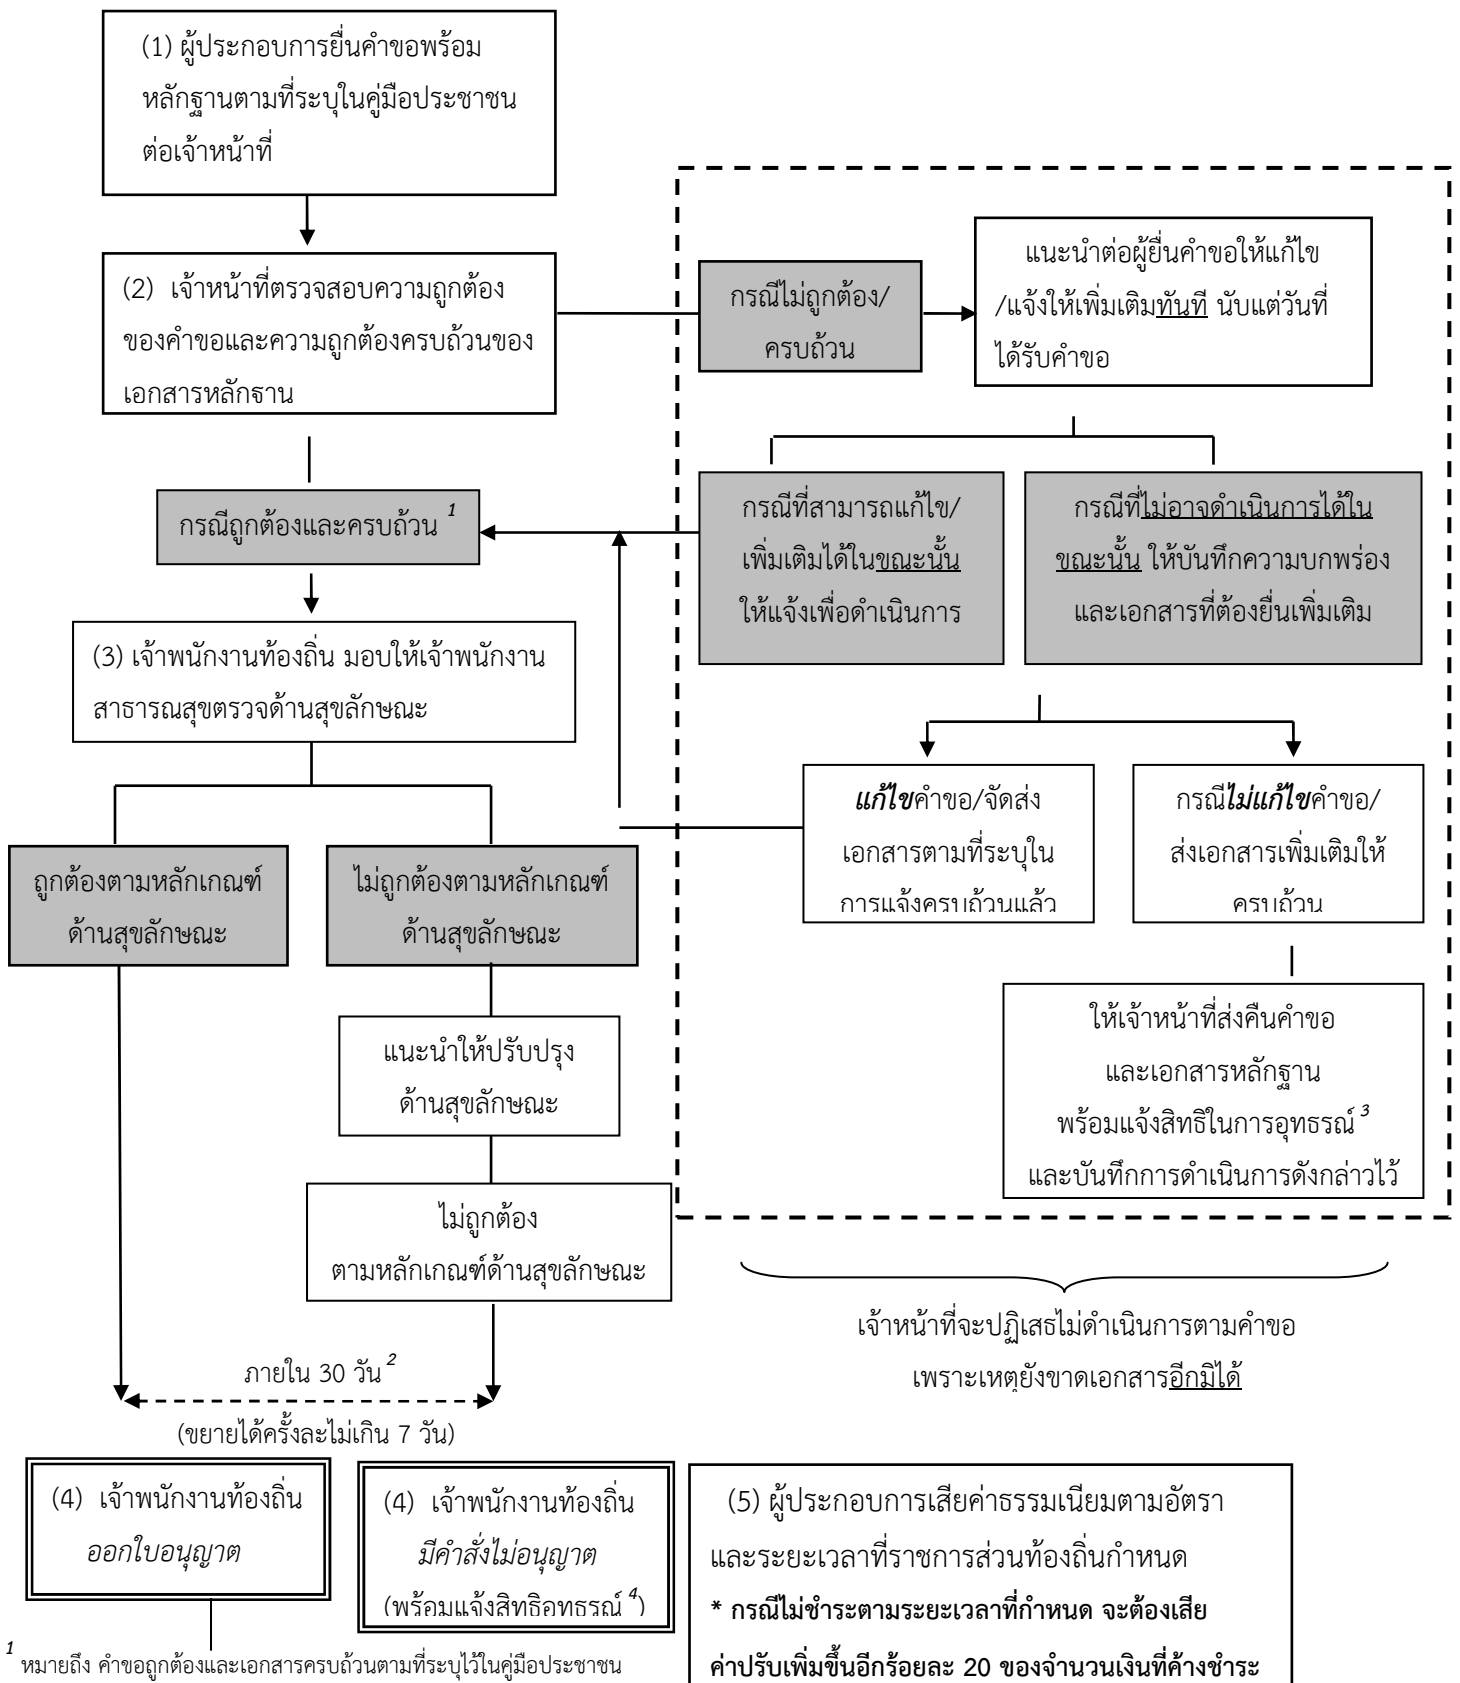 (1) ผู้ประกอบการยื่นคำขอพร้อม
หลักฐานตามที่ระบุในคู่มือประชาชน
ต่อเจ้าหน้าที่
(2) เจ้าหน้าที่ตรวจสอบความถูกต้อง
ของคำขอและความถูกต้องครบถ้วนของ
เอกสารหลักฐาน
กรณีไม่ถูกต้อง/
ครบถ้วน
แนะนำต่อผู้ยื่นคำขอให้แก้ไข
/แจ้งให้เพิ่มเติมทันที นับแต่วันที่
ได้รับคำขอ
กรณีถูกต้องและครบถ้วน 1
กรณีที่สามารถแก้ไข/
เพิ่มเติมได้ในขณะนั้น
ให้แจ้งเพื่อดำเนินการ
กรณีที่ไม่อาจดำเนินการได้ใน
ขณะนั้น ให้บันทึกความบกพร่อง
และเอกสารที่ต้องยื่นเพิ่มเติม
(3) เจ้าพนักงานท้องถิ่น มอบให้เจ้าพนักงาน
สาธารณสุขตรวจด้านสุขลักษณะ
แก้ไขคำขอ/จัดส่ง
เอกสารตามที่ระบุใน
การแจ้งครบถ้วนแล้ว
กรณีไม่แก้ไขคำขอ/
ส่งเอกสารเพิ่มเติมให้
ครบถ้วน
ถูกต้องตามหลักเกณฑ์
ด้านสุขลักษณะ
ไม่ถูกต้องตามหลักเกณฑ์
ด้านสุขลักษณะ
แนะนำให้ปรับปรุง
ด้านสุขลักษณะ
ให้เจ้าหน้าที่ส่งคืนคำขอ
และเอกสารหลักฐาน
พร้อมแจ้งสิทธิในการอุทธรณ์ 3
และบันทึกการดำเนินการดังกล่าวไว้
ไม่ถูกต้อง
ตามหลักเกณฑ์ด้านสุขลักษณะ
เจ้าหน้าที่จะปฏิเสธไม่ดำเนินการตามคำขอ
เพราะเหตุยังขาดเอกสารอีกมิได้
ภายใน 30 วัน 2
(ขยายได้ครั้งละไม่เกิน 7 วัน)
(4) เจ้าพนักงานท้องถิ่น
ออกใบอนุญาต
(4) เจ้าพนักงานท้องถิ่น
มีคำสั่งไม่อนุญาต
(พร้อมแจ้งสิทธิอุทธรณ์ 4)
(5) ผู้ประกอบการเสียค่าธรรมเนียมตามอัตรา
และระยะเวลาที่ราชการส่วนท้องถิ่นกำหนด
* กรณีไม่ชำระตามระยะเวลาที่กำหนด จะต้องเสีย
ค่าปรับเพิ่มขึ้นอีกร้อยละ 20 ของจำนวนเงินที่ค้างชำระ
1 หมายถึง คำขอถูกต้องและเอกสารครบถ้วนตามที่ระบุไว้ในคู่มือประชาชน